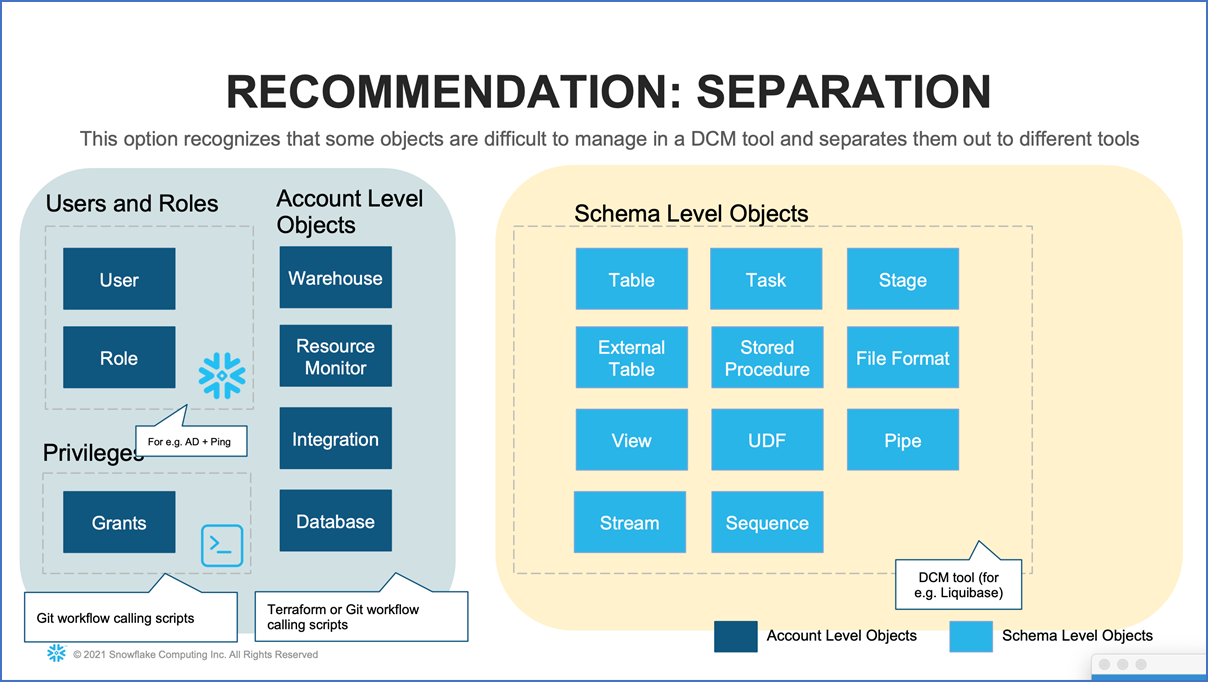 RECOMMENDATION: SEPARATION
This option recognizes that some objects are difficult to manage in a DCM tool and separates them out to different tools
Users and Roles
User
Role
For e.g. AD + Ping
Privileges
Grants
>_
Git workflow calling scripts
Account Level
Objects
Warehouse
Resource
Monitor
Integration
Database
Terraform or Git workflow
calling scripts
Schema Level Objects
Table
Task
Stage
External
Table
Stored
Procedure
File Format
View
UDF
Pipe
Stream
Sequence
DCM tool (for
e.g. Liquibase)
Account Level Objects
Schema Level Objects
© 2021 Snowflake Computing Inc. All Rights Reserved